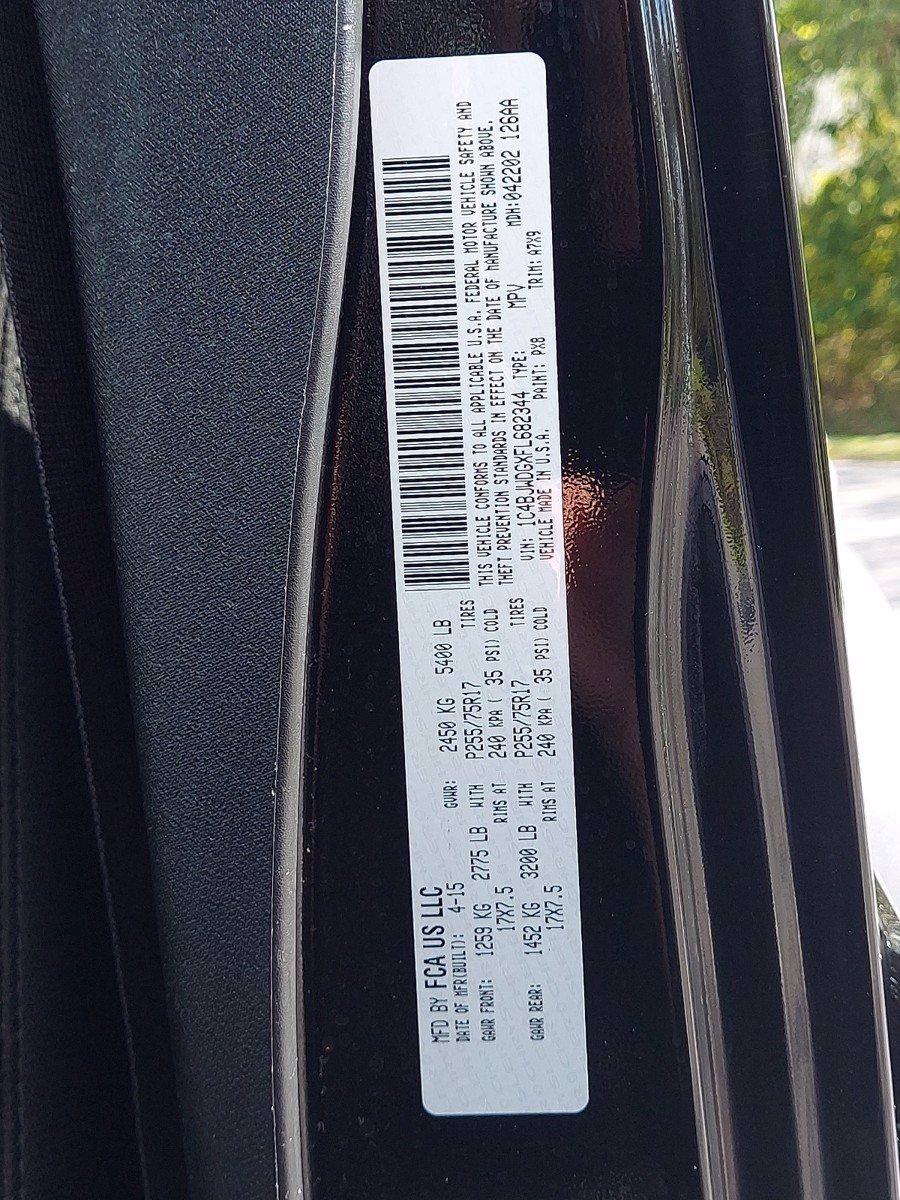 MFD BY FCA US LLC
DATE OF MFR(BUILT): 4-15 GVWR: 2450 KG 5400 LB
GAWR FRONT: 1259 KG 2775 LB WITH P255/75R17 TIRES
17X7.5 RIMS AT 240 KPA ( 35 PSI) COLD
GAWR REAR: 1452 KG 3200 LB WITH P255/75R17 TIRES
17X7.5 RIMS AT 240 KPA ( 35 PSI) COLD
THIS VEHICLE CONFORMS TO ALL APPLICABLE U.S.A. FEDERAL MOTOR VEHICLE SAFETY AND
THEFT PREVENTION STANDARDS IN EFFECT ON THE DATE OF MANUFACTURE SHOWN ABOVE.
VIN: 1C4BJWDGXFL682344 TYPE: MPV MDH:042202 126AA
VEHICLE MADE IN U.S.A. PAINT: PX8 TRIM: A7X9